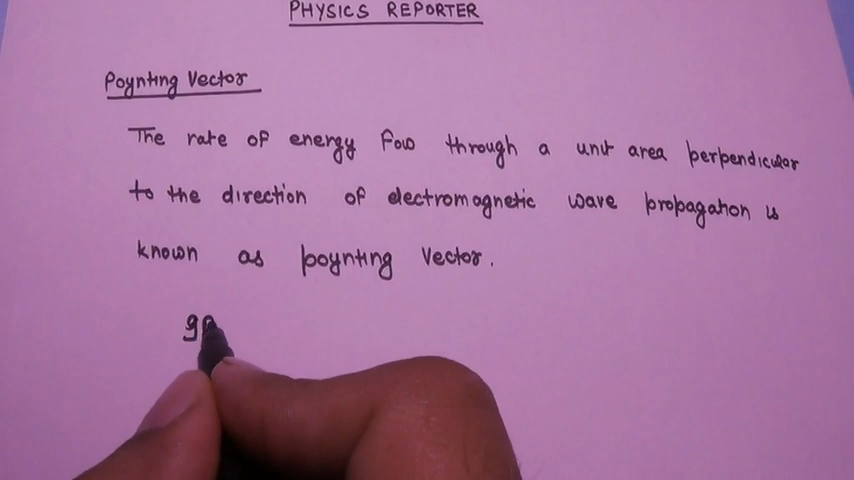 PHYSICS REPORTER
Poynting Vector
The rate of energy fow through a unit area perpendicular
to the direction of electromagnetic wave propagation is
known as poynting vector.